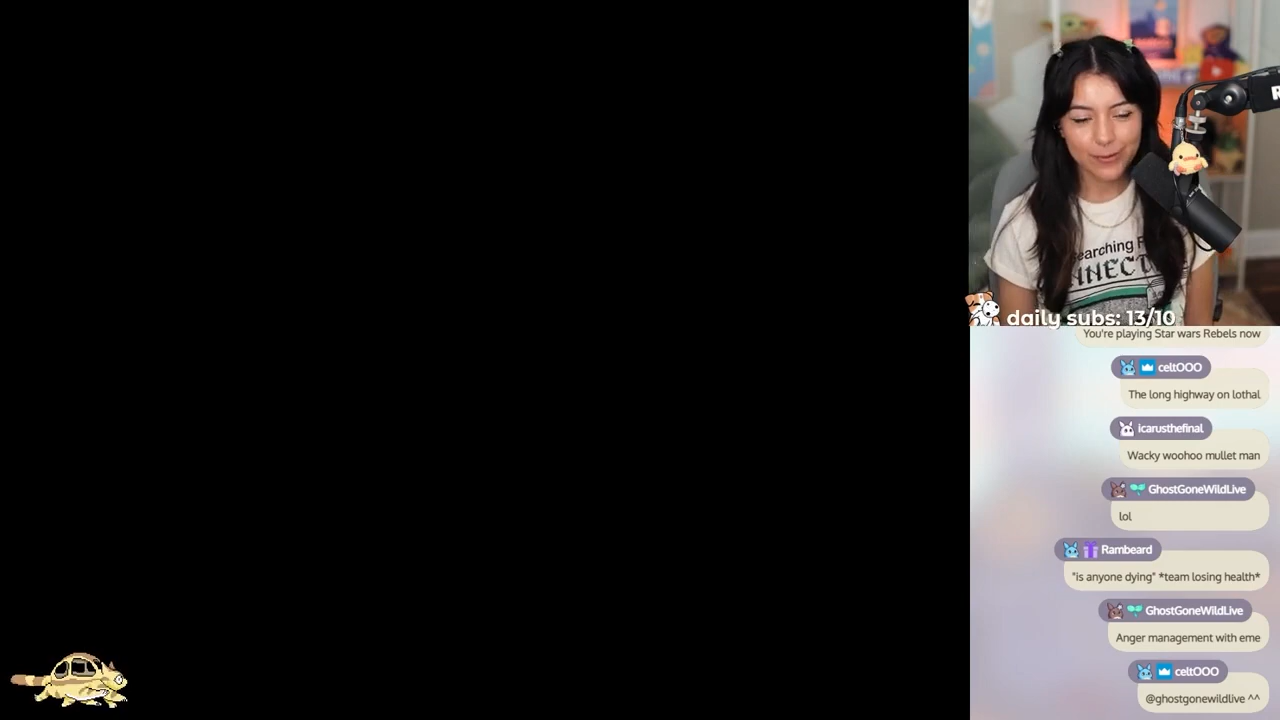 R
earching F
NNECT
daily subs: 13/10
You're playing Star wars Rebels now
celtOOO
The long highway on lothal
icarusthefinal
Wacky woohoo mullet man
GhostGoneWildLive
lol
Rambeard
"is anyone dying" *team losing health*
GhostGoneWildLive
Anger management with eme
celtOOO
@ghostgonewildlive ^^